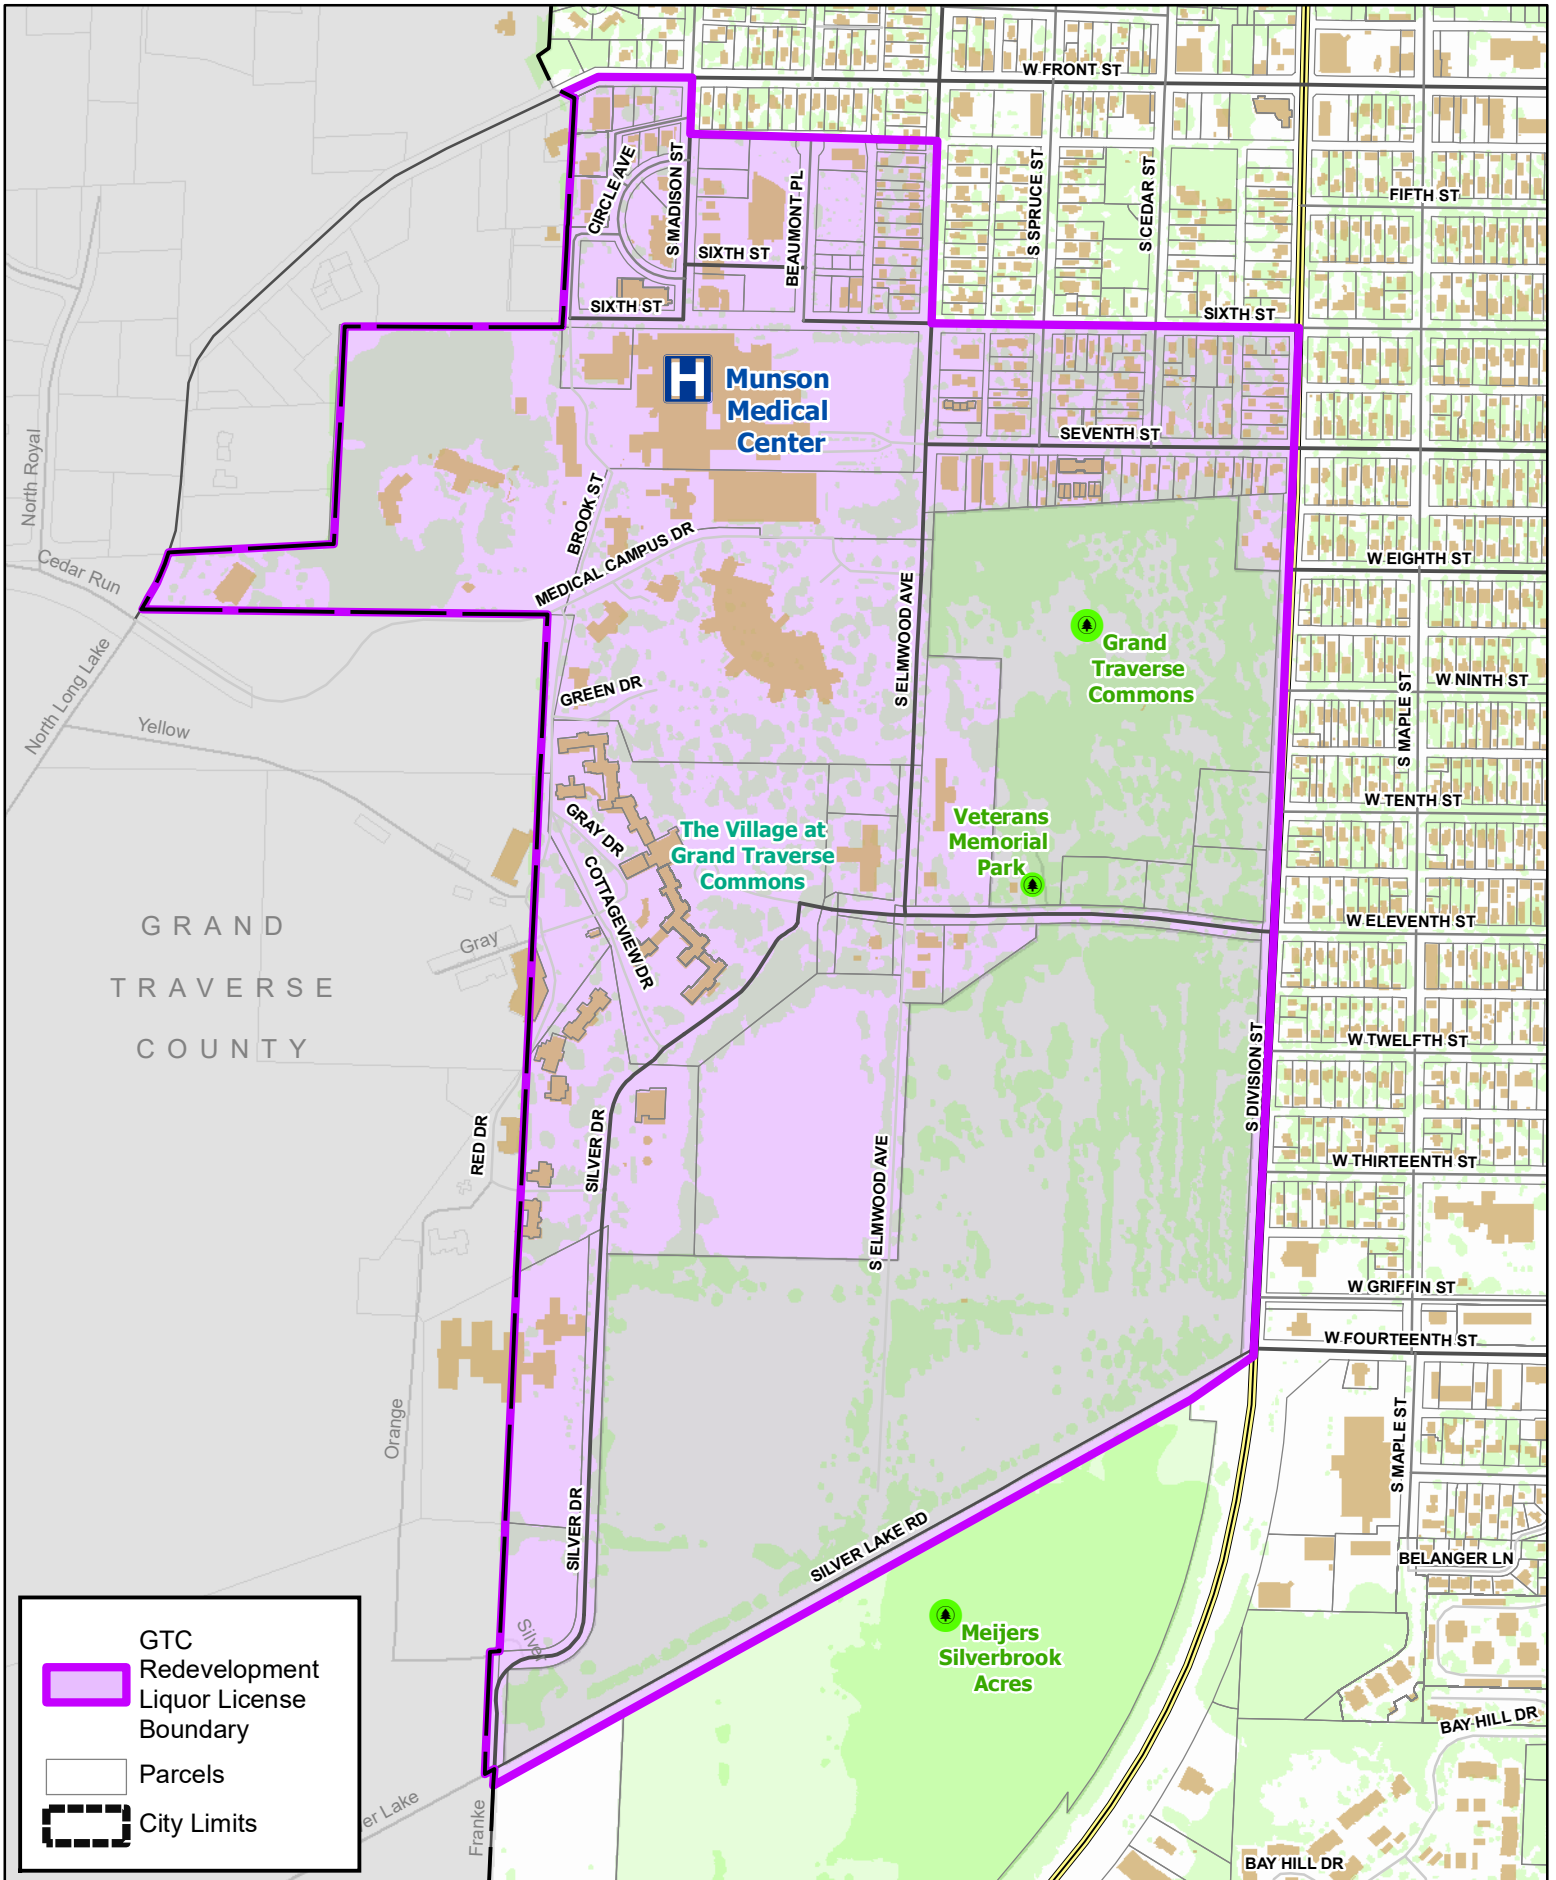 W FRONT ST
CIRCLE AVE
S MADISON ST
BEAUMONT PL
S SPRUCE ST
S CEDAR ST
FIFTH ST
SIXTH ST
SIXTH ST
SIXTH ST
Munson
Medical
Center
SEVENTH ST
North Royal
BROOK ST
MEDICAL CAMPUS DR
Cedar Run
W EIGHTH ST
S ELMWOOD AVE
Grand
Traverse
Commons
North Long Lake
GREEN DR
W NINTH ST
S MAPLE ST
Yellow
W TENTH ST
GRAY DR
The Village at
Grand Traverse
Commons
Veterans
Memorial
Park
COTTAGEVIEW DR
GRAND
TRAVERSE
COUNTY
Gray
W ELEVENTH ST
S DIVISION ST
W TWELFTH ST
RED DR
SILVER DR
S ELMWOOD AVE
W THIRTEENTH ST
W GRIFFIN ST
W FOURTEENTH ST
Orange
S MAPLE ST
SILVER DR
SILVER LAKE RD
BELANGER LN
Silver
Meijers
Silverbrook
Acres
BAY HILL DR
BAY HILL DR
er Lake
Franke
GTC
Redevelopment
Liquor License
Boundary
Parcels
City Limits